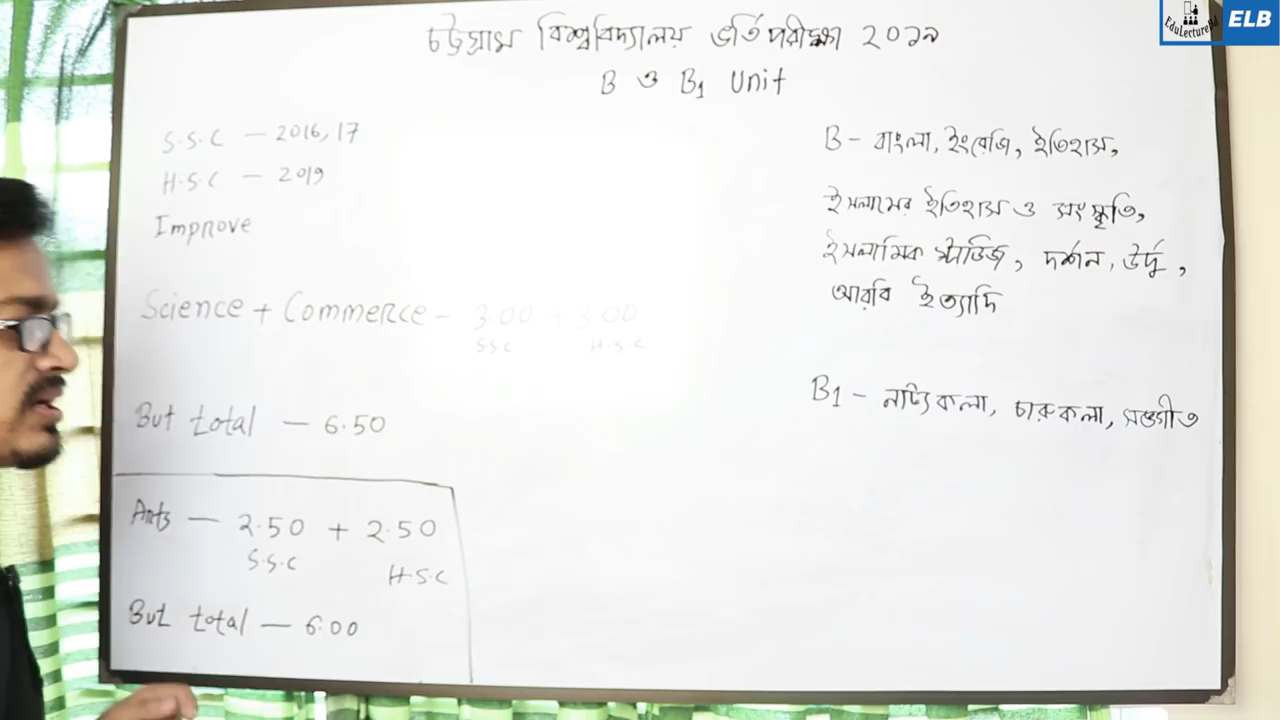 চট্টগ্রাম বিশ্ববিদ্যালয় ভর্তি পরীক্ষা ২০১৯
B ও B1 Unit
S.S.C — 2016, 17
H.S.C — 2019
Improve
Science + Commerce - 3.00 + 3.00
S.S.C H.S.C
But total — 6.50
Arts — 2.50 + 2.50
S.S.C H.S.C
But total — 6.00
B - বাংলা, ইংরেজি, ইতিহাস,
ইসলামের ইতিহাস ও সংস্কৃতি,
ইসলামিক স্টাডিজ, দর্শন, উর্দু,
আরবি ইত্যাদি
B1 - নাট্যকলা, চারুকলা, সঙ্গীত
EduLectureBd
ELB